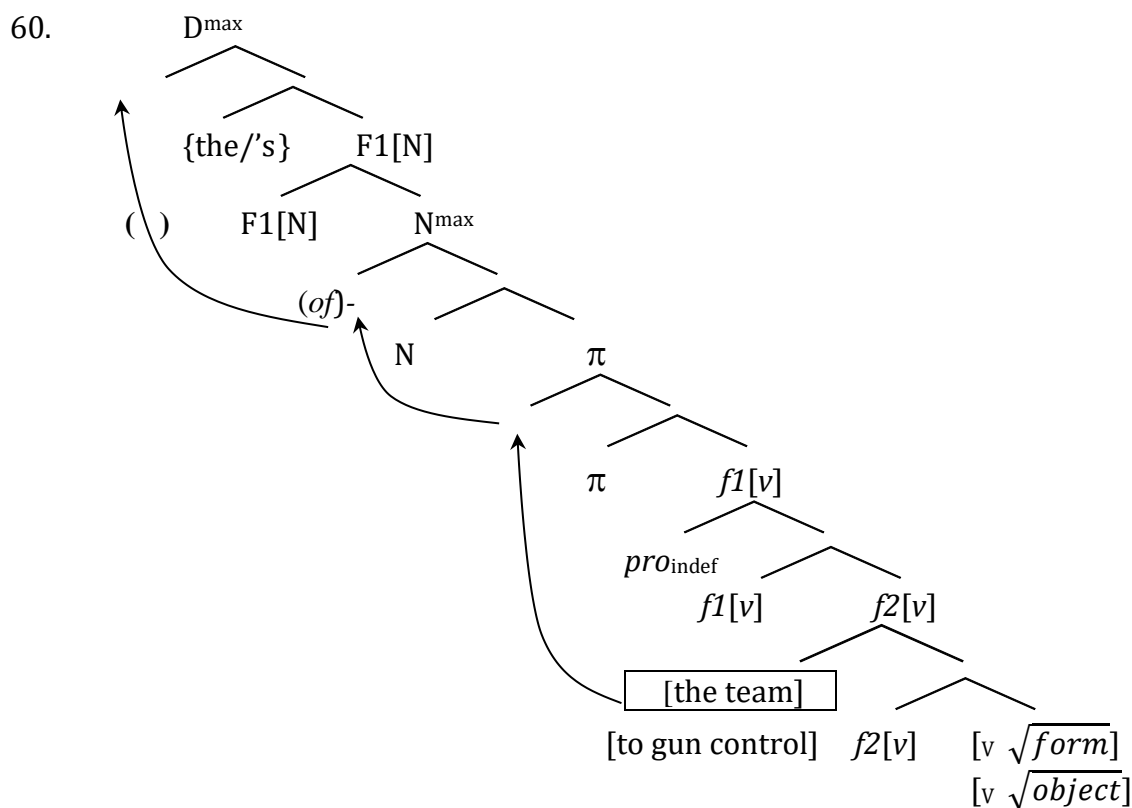 60. Dmax
{the/’s} F1[N]
( ) F1[N] Nmax
(of)-
N π
π f1[v]
proindef
f1[v] f2[v]
[the team]
[to gun control] f2[v] [v √form]
[v √object]